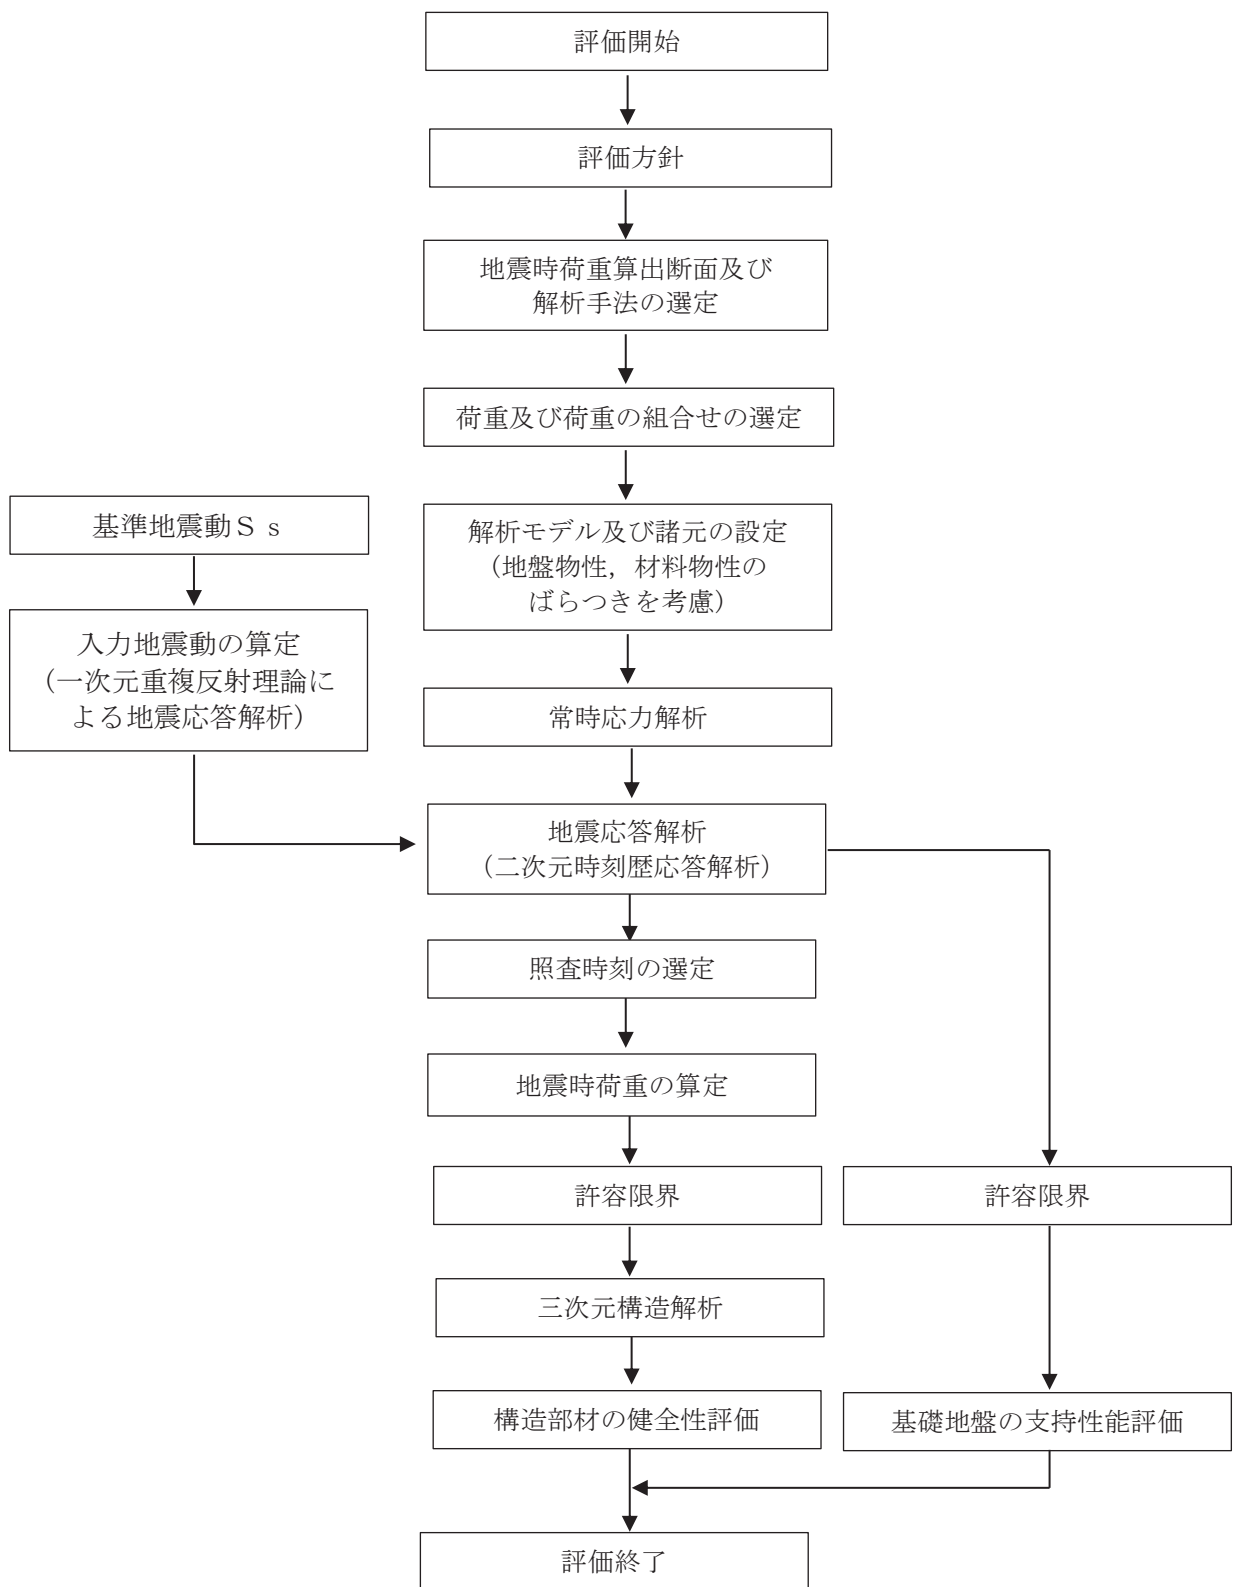 評価開始
評価方針
地震時荷重算出断面及び
解析手法の選定
荷重及び荷重の組合せの選定
基準地震動Ｓｓ
解析モデル及び諸元の設定
（地盤物性，材料物性の
ばらつきを考慮）
入力地震動の算定
（一次元重複反射理論に
よる地震応答解析）
常時応力解析
地震応答解析
（二次元時刻歴応答解析）
照査時刻の選定
地震時荷重の算定
許容限界
許容限界
三次元構造解析
構造部材の健全性評価
基礎地盤の支持性能評価
評価終了